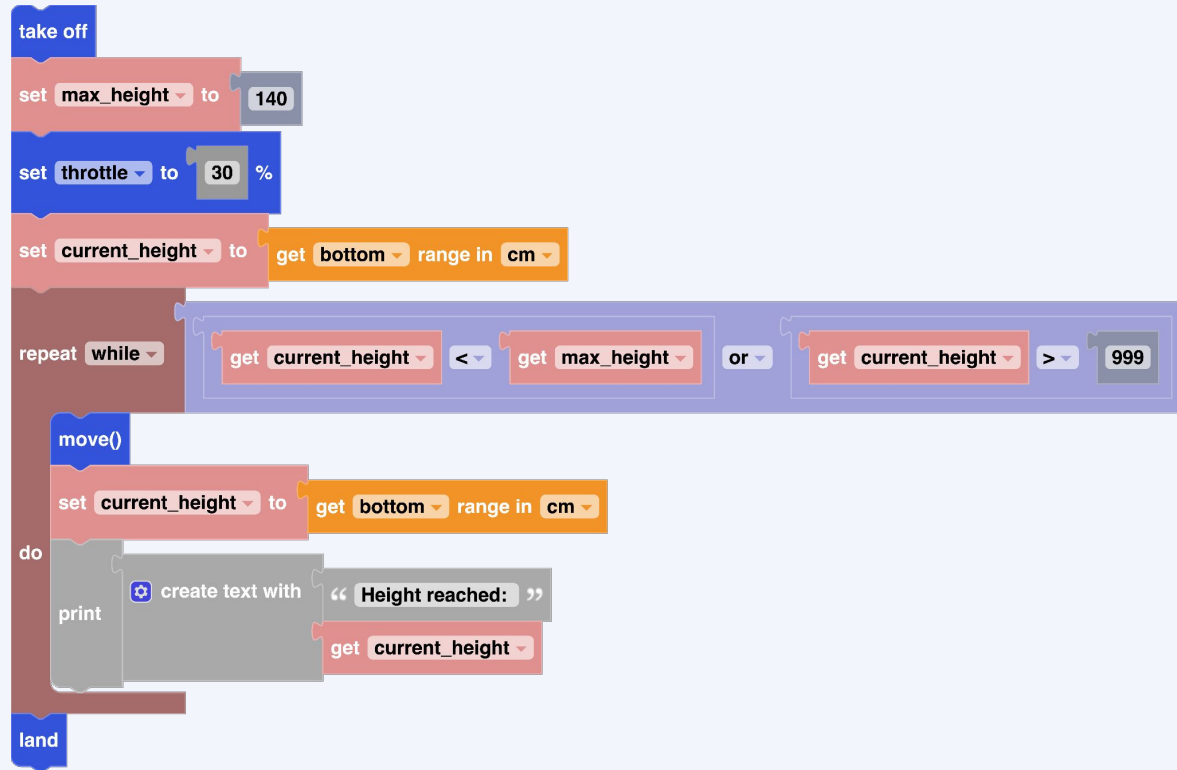 take off
set max_height to 140
set throttle to 30 %
set current_height to get bottom range in cm
repeat while get current_height < get max_height or get current_height > 999
move()
set current_height to get bottom range in cm
do
print create text with “ Height reached: ”
get current_height
land